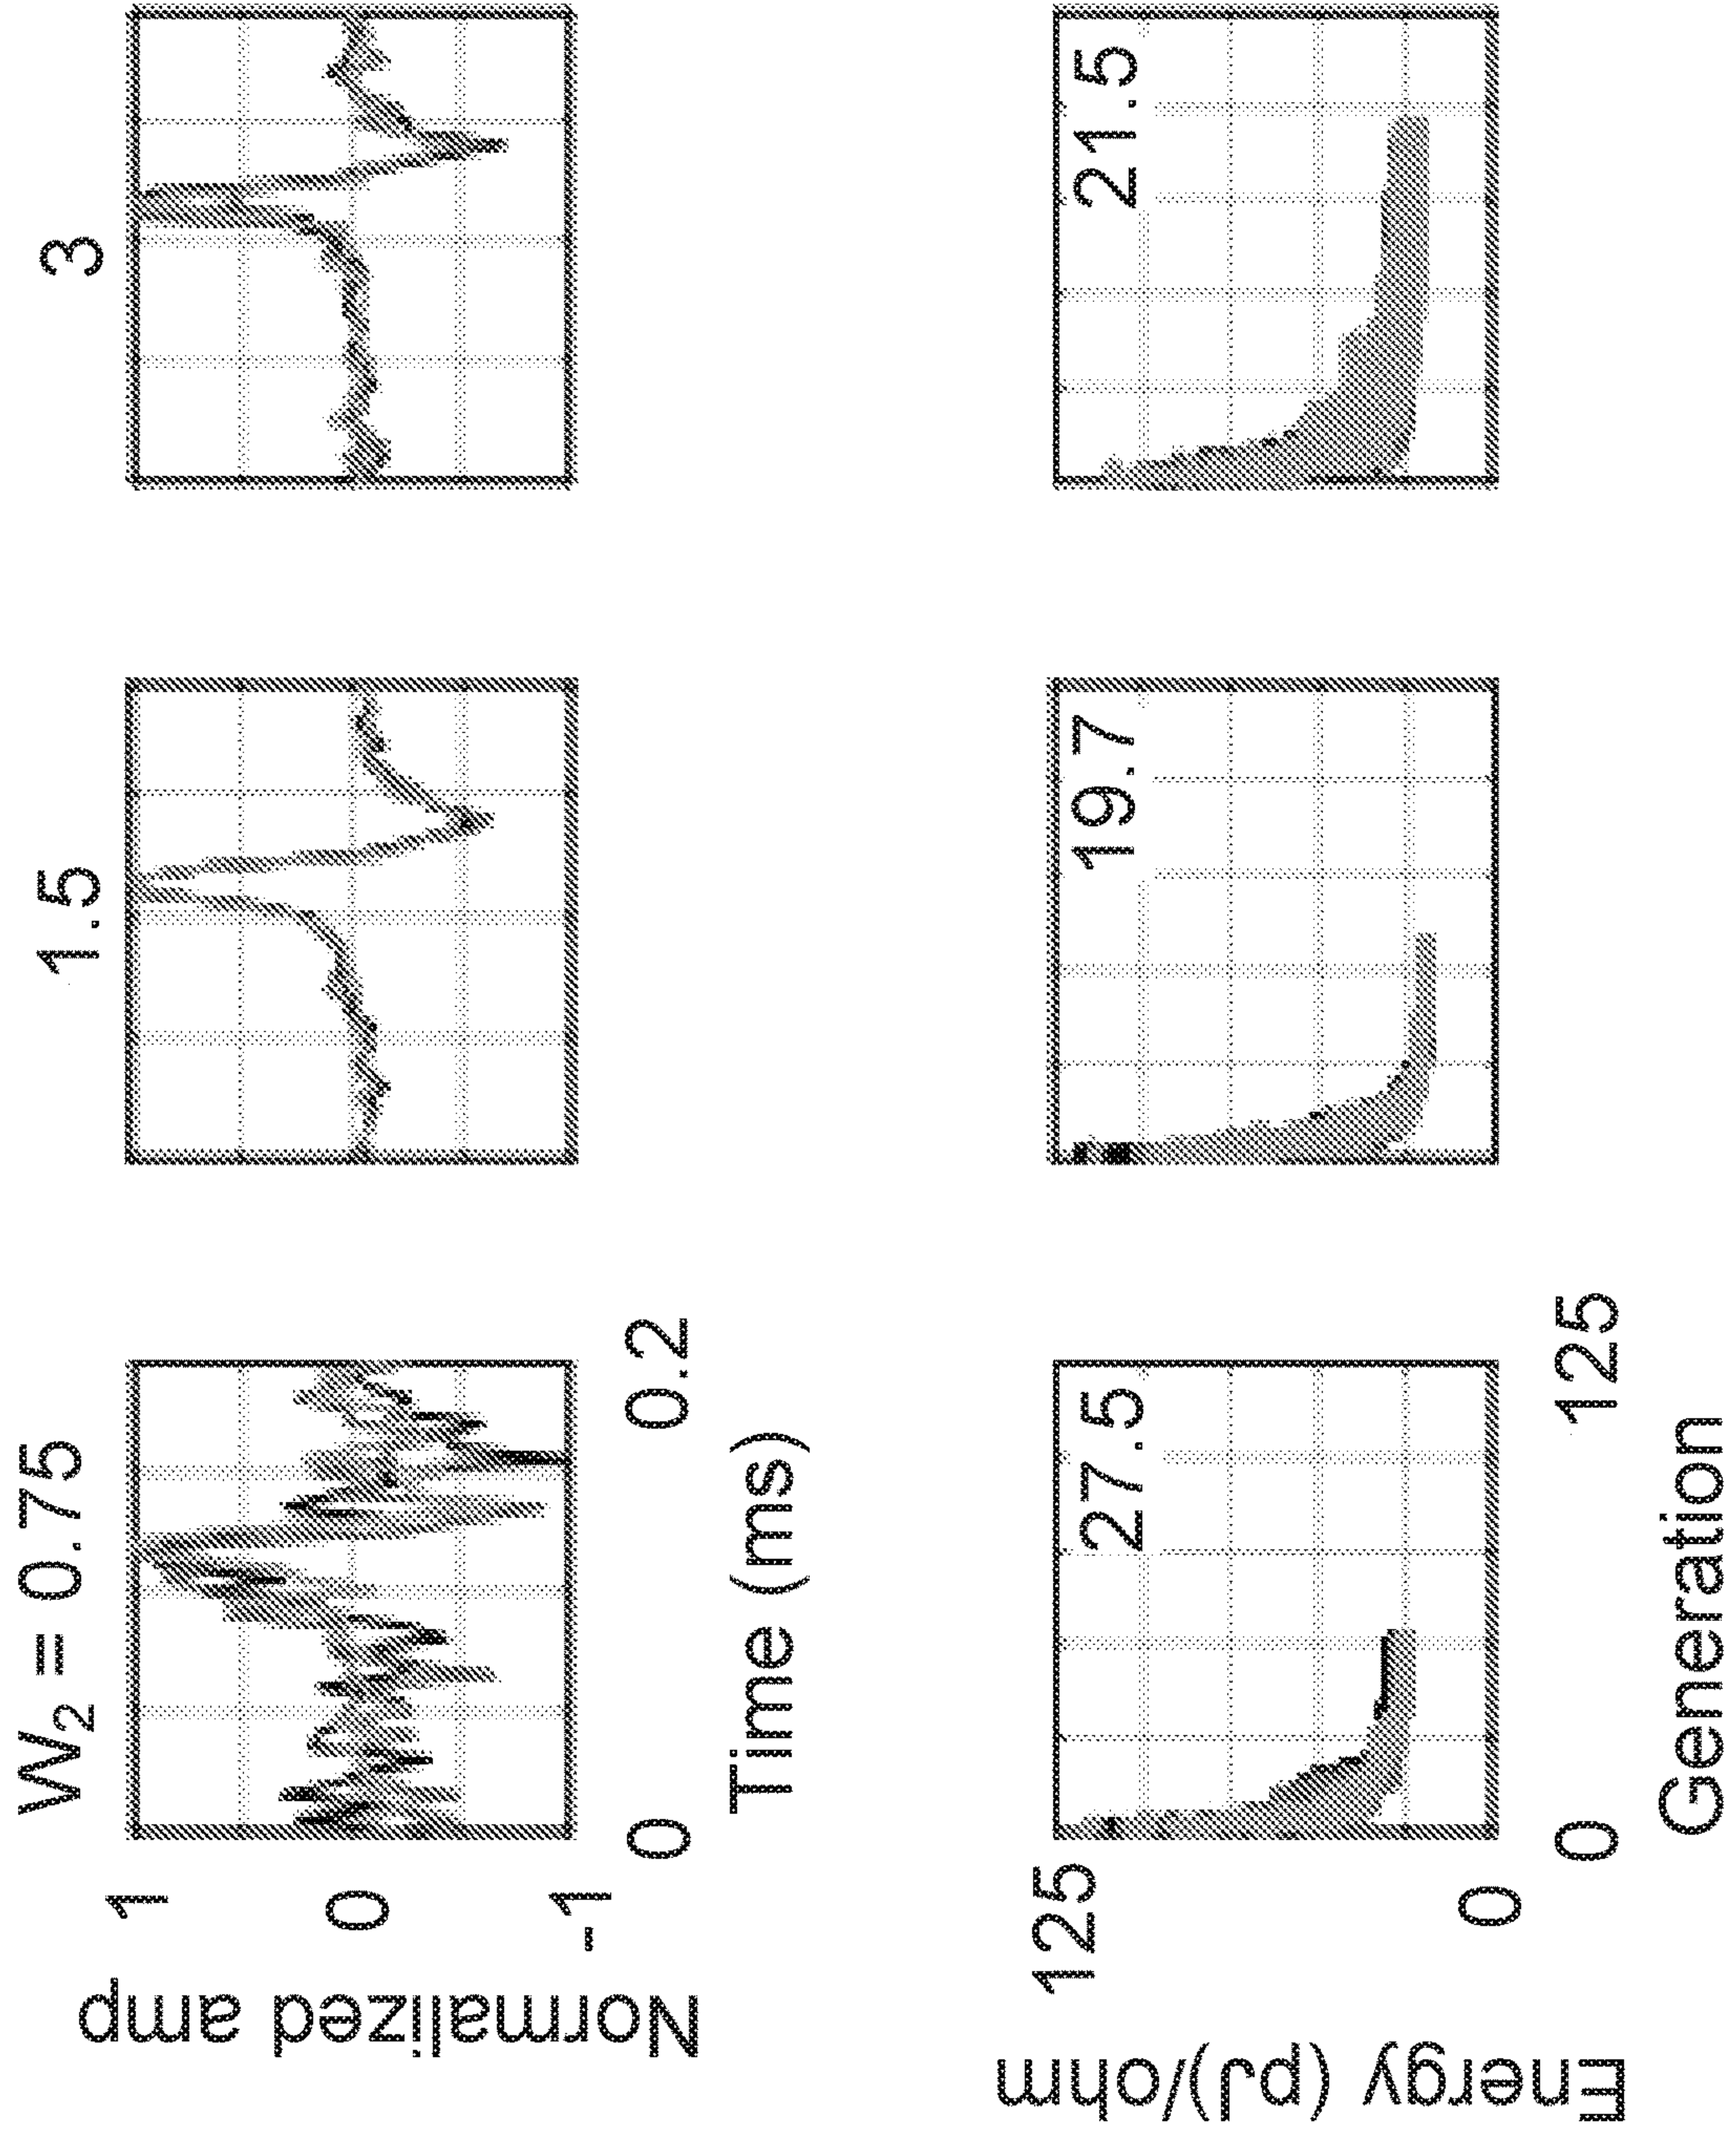 W₂ = 0.75
1.5
3
Normalized amp
1
0
-1
0
0.2
Time (ms)
Energy (pJ)/ohm
125
0
27.5
19.7
21.5
0
125
Generation